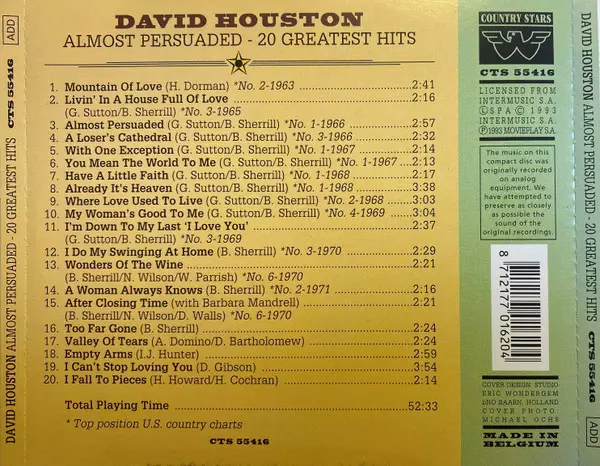 ADD
DAVID HOUSTON ALMOST PERSUADED - 20 GREATEST HITS CTS 55416
DAVID HOUSTON
ALMOST PERSUADED - 20 GREATEST HITS
1. Mountain Of Love (H. Dorman) *No. 2-1963 2:41
2. Livin' In A House Full Of Love 2:16
(G. Sutton/B. Sherrill) *No. 3-1965
3. Almost Persuaded (G. Sutton/B. Sherrill) *No. 1-1966 2:57
4. A Loser's Cathedral (G. Sutton/B. Sherrill) *No. 3-1966 2:32
5. With One Exception (G. Sutton/B. Sherrill) *No. 1-1967 2:14
6. You Mean The World To Me (G. Sutton/B. Sherrill) *No. 1-1967 2:13
7. Have A Little Faith (G. Sutton/B. Sherrill) *No. 1-1968 2:17
8. Already It's Heaven (G. Sutton/B. Sherrill) *No. 1-1968 3:38
9. Where Love Used To Live (G. Sutton/B. Sherrill) *No. 2-1968 3:03
10. My Woman's Good To Me (G. Sutton/B. Sherrill) *No. 4-1969 3:04
11. I'm Down To My Last 'I Love You' 2:37
(G. Sutton/B. Sherrill) *No. 3-1969
12. I Do My Swinging At Home (B. Sherrill) *No. 3-1970 2:29
13. Wonders Of The Wine 2:21
(B. Sherrill/N. Wilson/W. Parrish) *No. 6-1970
14. A Woman Always Knows (B. Sherrill) *No. 2-1971 3:16
15. After Closing Time (with Barbara Mandrell) 2:21
(B. Sherrill/N. Wilson/D. Walls) *No. 6-1970
16. Too Far Gone (B. Sherrill) 2:24
17. Valley Of Tears (A. Domino/D. Bartholomew) 2:24
18. Empty Arms (I.J. Hunter) 2:59
19. I Can't Stop Loving You (D. Gibson) 3:54
20. I Fall To Pieces (H. Howard/H. Cochran) 2:14
Total Playing Time 52:33
* Top position U.S. country charts
CTS 55416
COUNTRY STARS
CTS 55416
LICENSED FROM
INTERMUSIC S.A.
Ⓛ SPA © 1993
INTERMUSIC S.A.
Ⓟ 1993 MOVIEPLAY S.A.
The music on this
compact disc was
originally recorded
on analog
equipment. We have
attempted to
preserve as closely
as possible the
sound of the
original recordings.
8 712177 016204
COVER DESIGN: STUDIO
ERIC WONDERGEM
BNO BAARN, HOLLAND
COVER PHOTO:
MICHAEL OCHS
MADE IN
BELGIUM
DAVID HOUSTON ALMOST PERSUADED - 20 GREATEST HITS CTS 55416
ADD